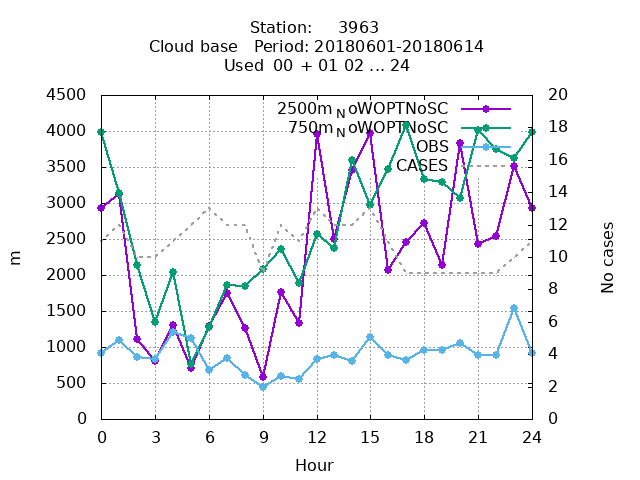 Station: 3963
Cloud base Period: 20180601-20180614
Used 00 + 01 02 ... 24
2500m NoWOPTNoSC
750m NoWOPTNoSC
OBS
CASES
4500
4000
3500
3000
2500
2000
1500
1000
500
0
m
20
18
16
14
12
10
8
6
4
2
0
No cases
0 3 6 9 12 15 18 21 24
Hour